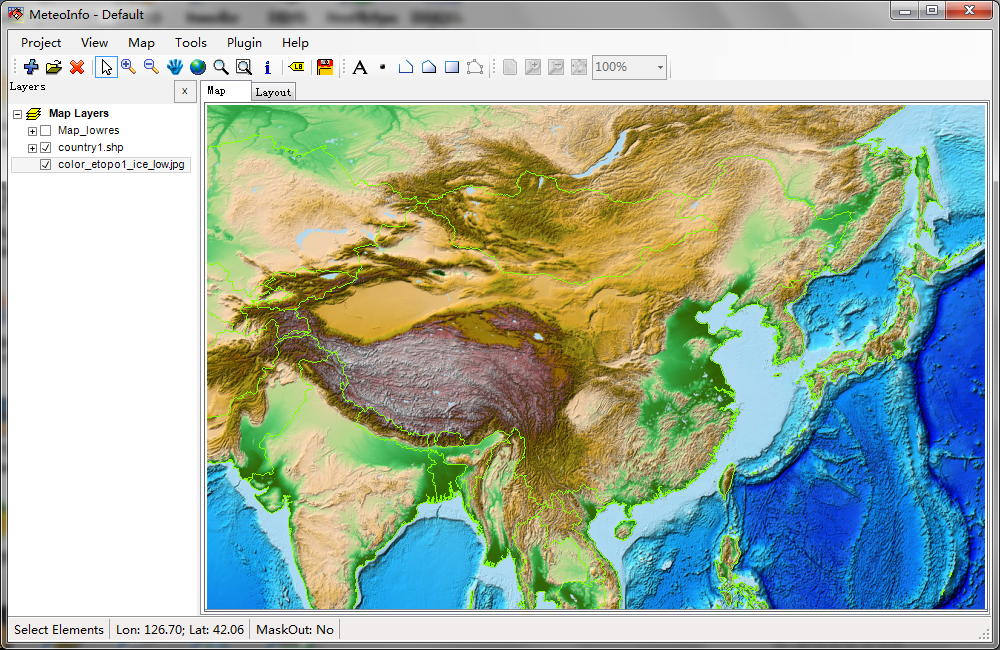 MeteoInfo - Default
Project View Map Tools Plugin Help
LB A 100%
Layers x Map Layout
Map Layers
Map_lowres
country1.shp
color_etopo1_ice_low.jpg
Select Elements Lon: 126.70; Lat: 42.06 MaskOut: No